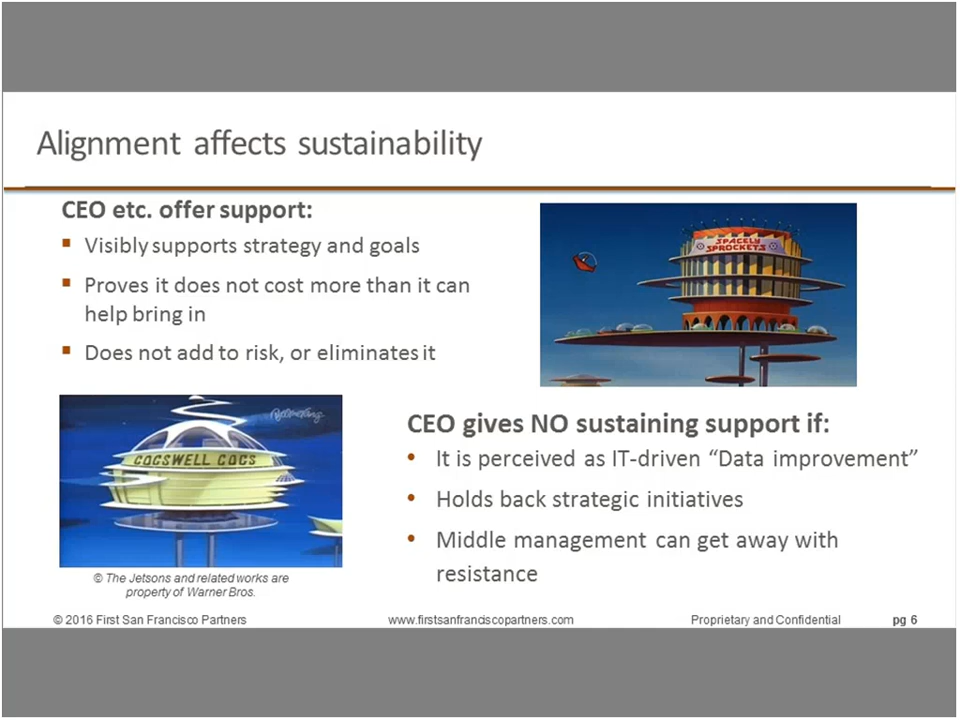 Alignment affects sustainability
CEO etc. offer support:
▪ Visibly supports strategy and goals
▪ Proves it does not cost more than it can
help bring in
▪ Does not add to risk, or eliminates it
SPACELY
SPROCKETS
Boomerang
COGSWELL COGS
© The Jetsons and related works are
property of Warner Bros.
CEO gives NO sustaining support if:
• It is perceived as IT-driven “Data improvement”
• Holds back strategic initiatives
• Middle management can get away with
resistance
© 2016 First San Francisco Partners
www.firstsanfranciscopartners.com
Proprietary and Confidential
pg 6